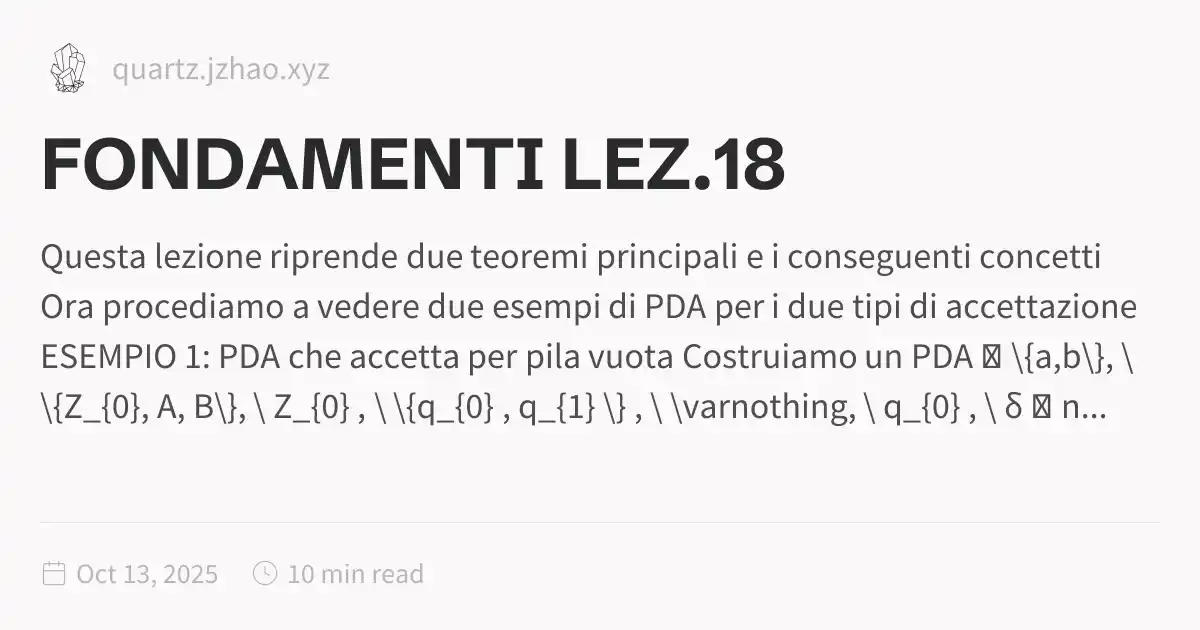 quartz.jzhao.xyz
FONDAMENTI LEZ.18
Questa lezione riprende due teoremi principali e i conseguenti concetti
Ora procediamo a vedere due esempi di PDA per i due tipi di accettazione
ESEMPIO 1: PDA che accetta per pila vuota Costruiamo un PDA \{a,b\}, \
\{Z_{0}, A, B\}, \ Z_{0} , \ \{q_{0} , q_{1} \} , \ \varnothing, \ q_{0} , \ δ n...
Oct 13, 2025
10 min read